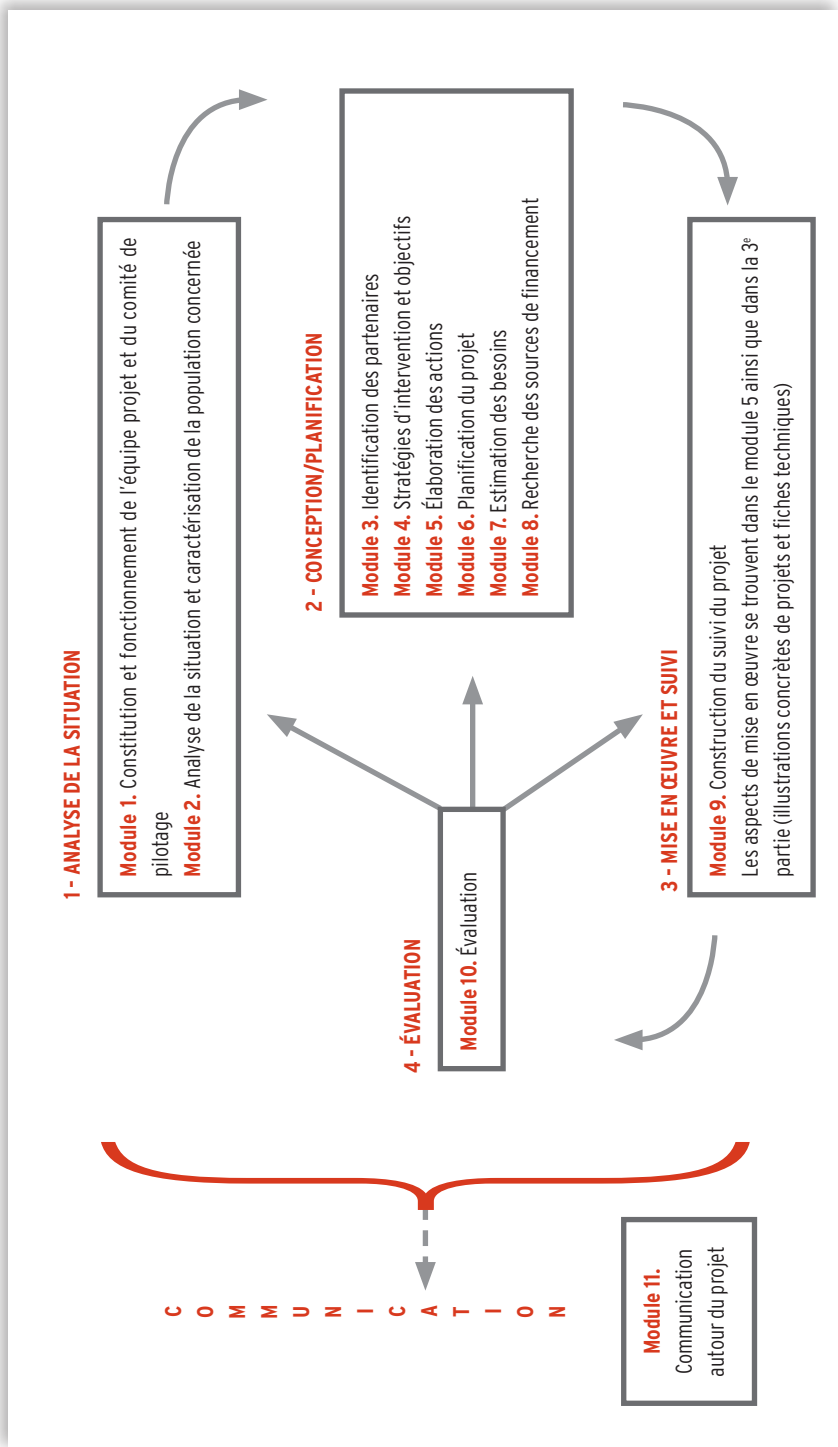 1 - ANALYSE DE LA SITUATION
Module 1. Constitution et fonctionnement de l'équipe projet et du comité de
pilotage
Module 2. Analyse de la situation et caractérisation de la population concernée
2 - CONCEPTION/PLANIFICATION
Module 3. Identification des partenaires
Module 4. Stratégies d'intervention et objectifs
Module 5. Élaboration des actions
Module 6. Planification du projet
Module 7. Estimation des besoins
Module 8. Recherche des sources de financement
3 - MISE EN ŒUVRE ET SUIVI
Module 9. Construction du suivi du projet
Les aspects de mise en œuvre se trouvent dans le module 5 ainsi que dans la 3e
partie (illustrations concrètes de projets et fiches techniques)
4 - ÉVALUATION
Module 10. Évaluation
COMMUNICATION
Module 11.
Communication
autour du projet